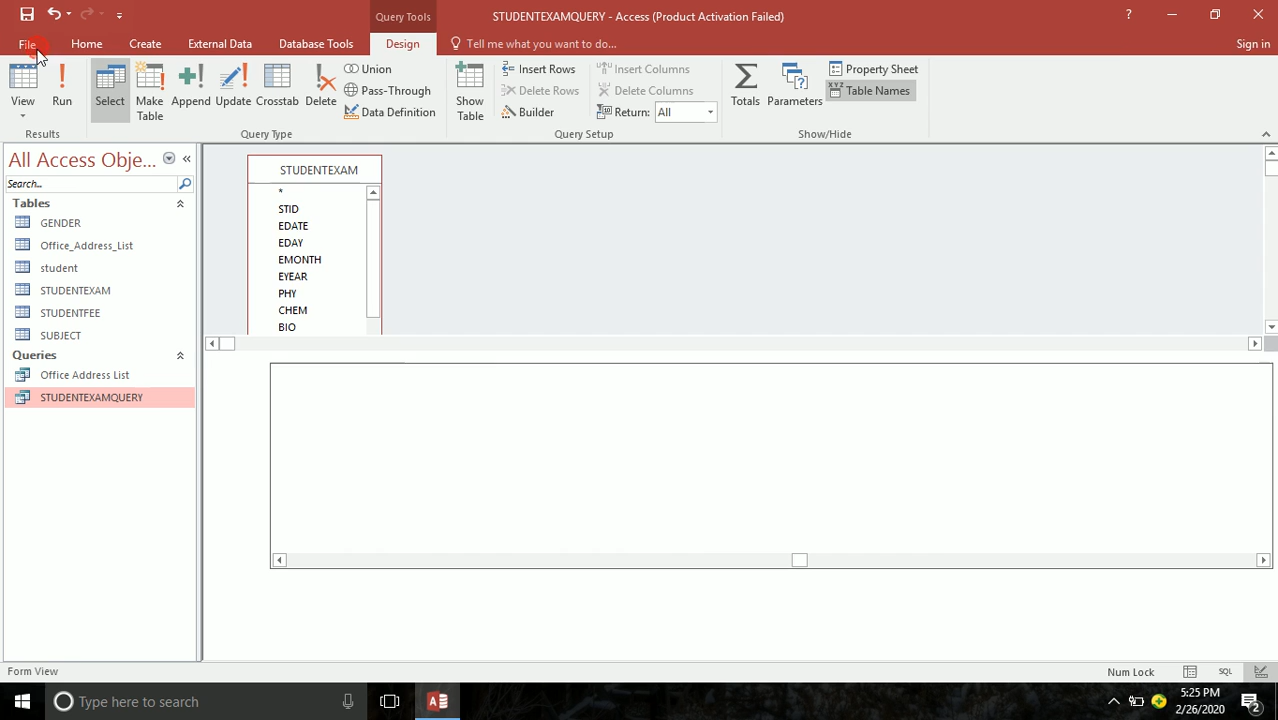 Query Tools
STUDENTEXAMQUERY - Access (Product Activation Failed)
?
File
Home
Create
External Data
Database Tools
Design
Tell me what you want to do...
Sign in
View
Run
Select
Make Table
Append
Update
Crosstab
Delete
Union
Pass-Through
Data Definition
Show Table
Insert Rows
Delete Rows
Builder
Insert Columns
Delete Columns
Return: All
Totals
Parameters
Property Sheet
XYZ Table Names
Results
Query Type
Query Setup
Show/Hide
All Access Obje...
Search...
Tables
GENDER
Office_Address_List
student
STUDENTEXAM
STUDENTFEE
SUBJECT
Queries
Office Address List
STUDENTEXAMQUERY
STUDENTEXAM
*
STID
EDATE
EDAY
EMONTH
EYEAR
PHY
CHEM
BIO
Form View
Num Lock
SQL
Type here to search
5:25 PM
2/26/2020
2